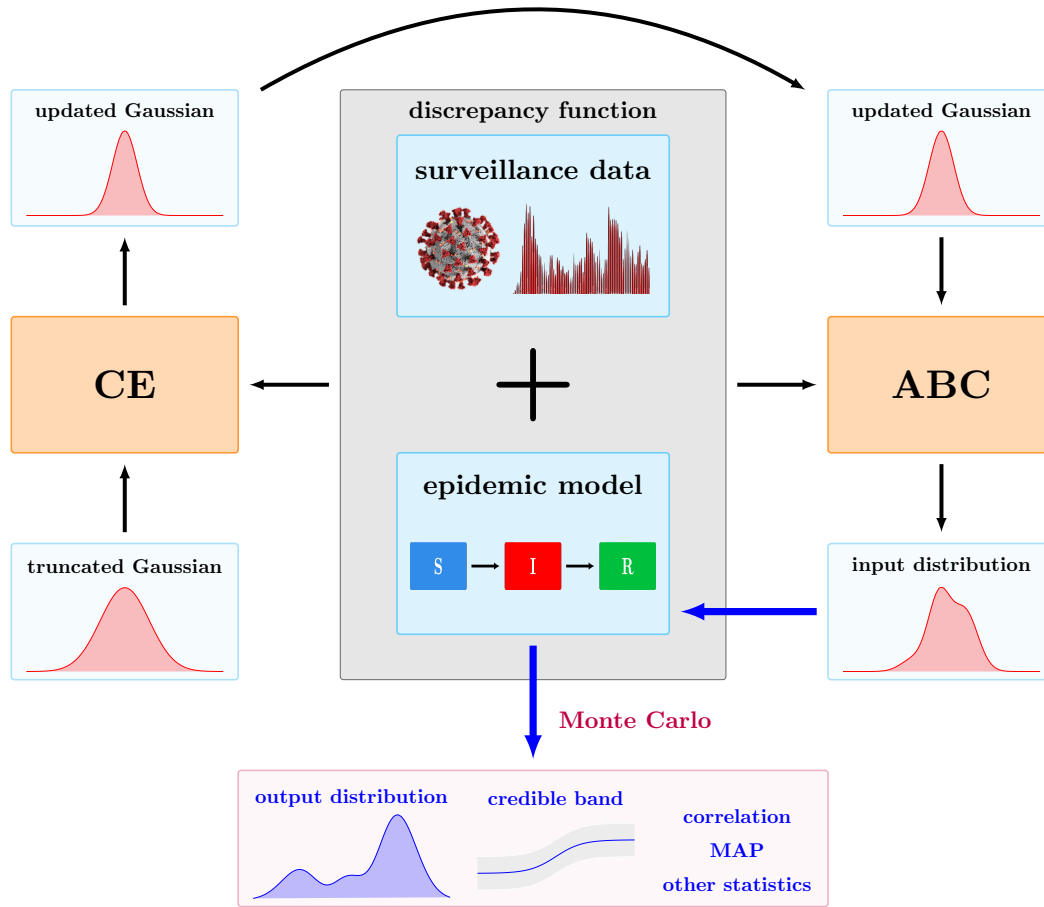 updated Gaussian
discrepancy function
updated Gaussian
surveillance data
CE
ABC
epidemic model
S
I
R
truncated Gaussian
input distribution
Monte Carlo
output distribution
credible band
correlation
MAP
other statistics